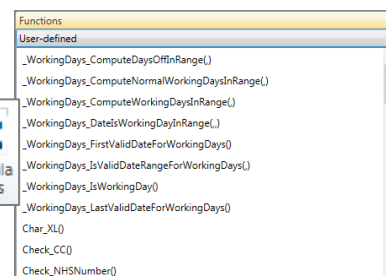 Functions
User-defined
_WorkingDays_ComputeDaysOffInRange(,)
_WorkingDays_ComputeNormalWorkingDaysInRange(,)
_WorkingDays_ComputeWorkingDaysInRange(,)
_WorkingDays_DateIsWorkingDayInRange(,,)
_WorkingDays_FirstValidDateForWorkingDays()
_WorkingDays_IsValidDateRangeForWorkingDays(,)
_WorkingDays_IsWorkingDay()
_WorkingDays_LastValidDateForWorkingDays()
Char_XL()
Check_CC()
Check_NHSNumber()